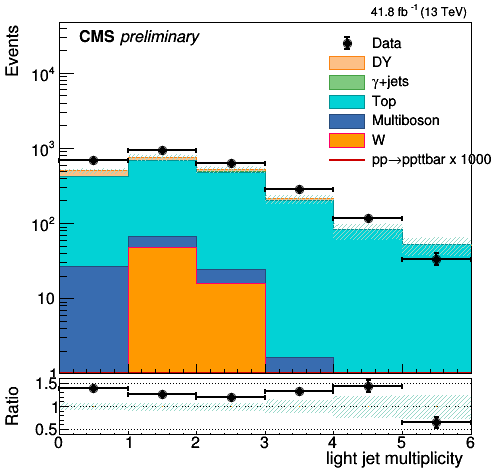 41.8 fb⁻¹ (13 TeV)
CMS preliminary
Events
Data
DY
γ+jets
Top
Multiboson
W
pp→ppttbar x 1000
10⁴
10³
10²
10
1
Ratio
1.5
1
0.5
0 1 2 3 4 5 6
light jet multiplicity